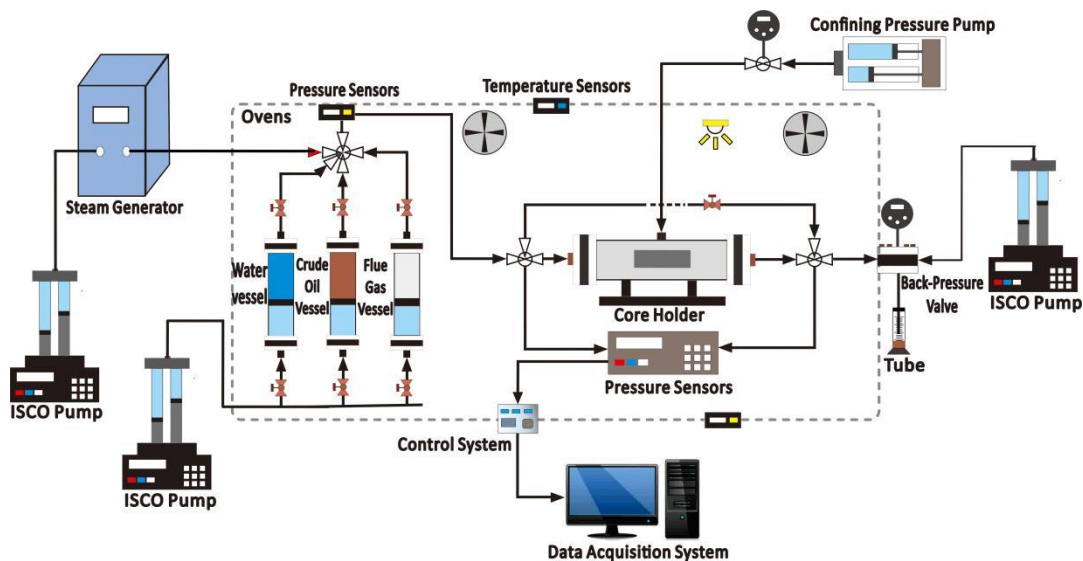 Confining Pressure Pump
Pressure Sensors
Temperature Sensors
Ovens
Steam Generator
Water
vessel
Crude
Oil
Vessel
Flue
Gas
Vessel
Core Holder
Back-Pressure
Valve
ISCO Pump
Tube
Pressure Sensors
ISCO Pump
Control System
ISCO Pump
Data Acquisition System